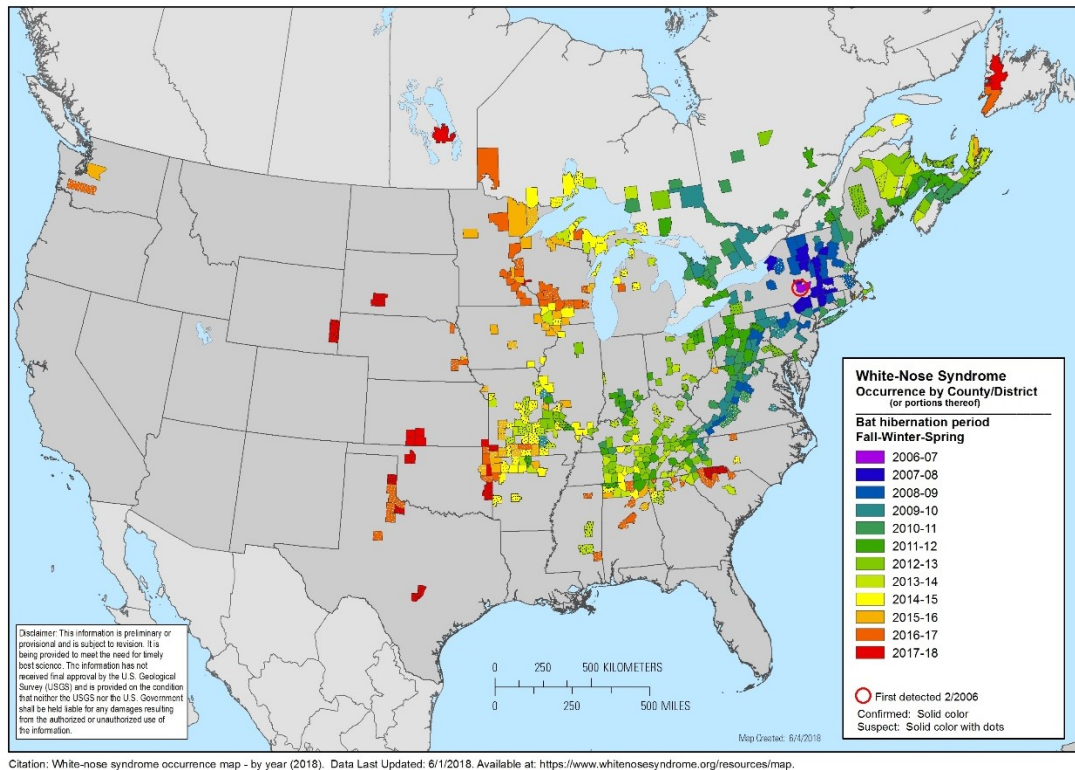 White-Nose Syndrome
Occurrence by County/District
(or portions thereof)
Bat hibernation period
Fall-Winter-Spring
2006-07
2007-08
2008-09
2009-10
2010-11
2011-12
2012-13
2013-14
2014-15
2015-16
2016-17
2017-18
First detected 2/2006
Confirmed: Solid color
Suspect: Solid color with dots
Disclaimer: This information is preliminary or
provisional and is subject to revision. It is
being provided to meet the need for timely
best science. The information has not
received final approval by the U.S. Geological
Survey (USGS) and is provided on the condition
that neither the USGS nor the U.S. Government
shall be held liable for any damages resulting
from the authorized or unauthorized use of
the information.
0 250 500 KILOMETERS
0 250 500 MILES
Map Created: 6/4/2018
Citation: White-nose syndrome occurrence map - by year (2018). Data Last Updated: 6/1/2018. Available at: https://www.whitenosesyndrome.org/resources/map.